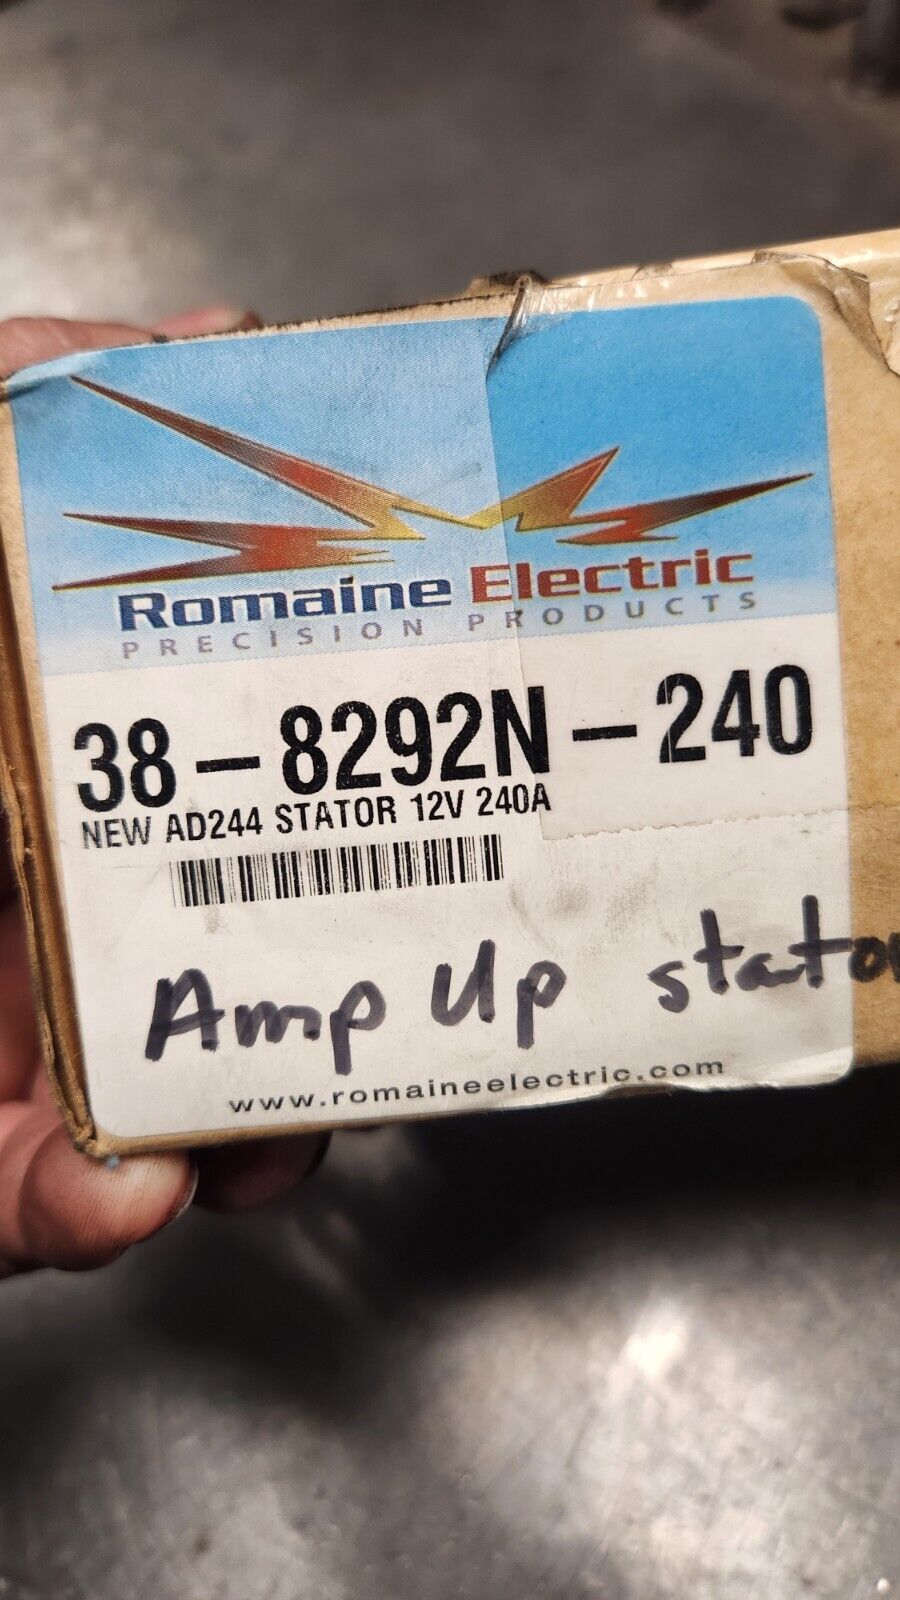 Romaine Electric
PRECISION PRODUCTS
38-8292N-240
NEW AD244 STATOR 12V 240A
Amp Up stator
www.romaineelectric.com